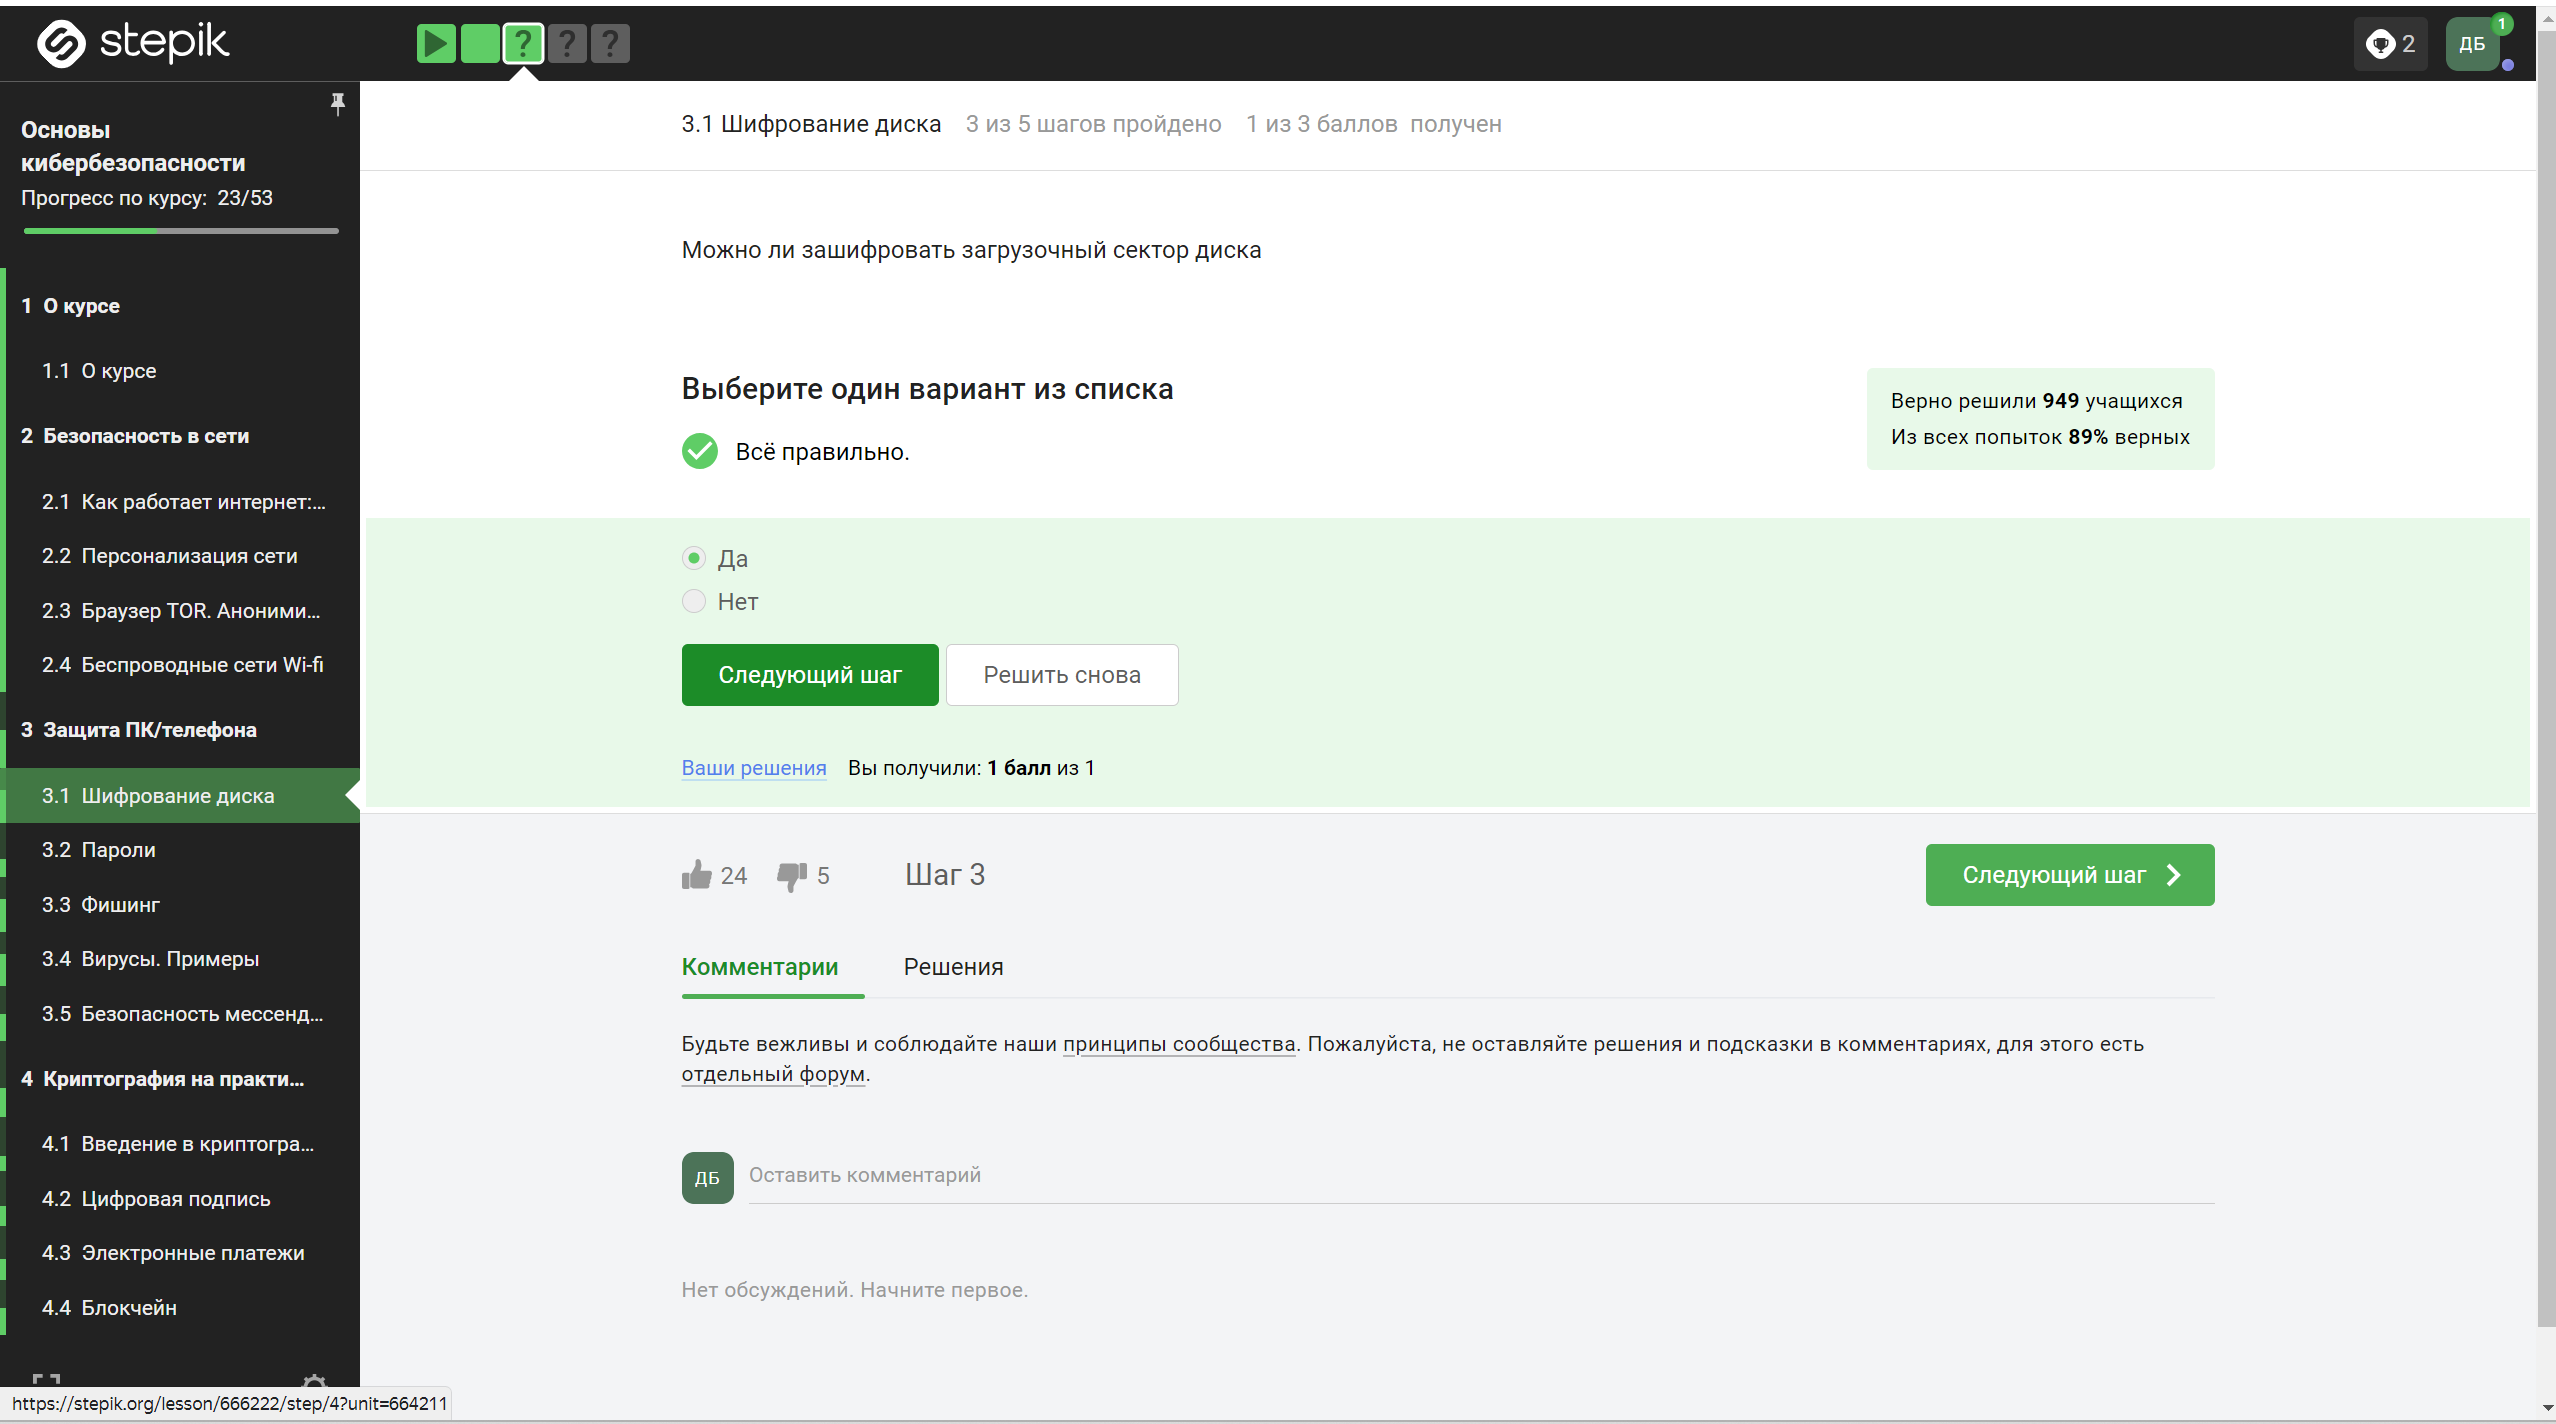 stepik
? ? ?
2
ДБ
1
Основы
кибербезопасности
Прогресс по курсу: 23/53
1 О курсе
1.1 О курсе
2 Безопасность в сети
2.1 Как работает интернет:...
2.2 Персонализация сети
2.3 Браузер TOR. Аноними...
2.4 Беспроводные сети Wi-fi
3 Защита ПК/телефона
3.1 Шифрование диска
3.2 Пароли
3.3 Фишинг
3.4 Вирусы. Примеры
3.5 Безопасность мессенд...
4 Криптография на практи...
4.1 Введение в криптогра...
4.2 Цифровая подпись
4.3 Электронные платежи
4.4 Блокчейн
https://stepik.org/lesson/666222/step/4?unit=664211
3.1 Шифрование диска 3 из 5 шагов пройдено 1 из 3 баллов получен
Можно ли зашифровать загрузочный сектор диска
Выберите один вариант из списка
Всё правильно.
Верно решили 949 учащихся
Из всех попыток 89% верных
Да
Нет
Следующий шаг Решить снова
Ваши решения Вы получили: 1 балл из 1
24 5 Шаг 3 Следующий шаг
Комментарии Решения
Будьте вежливы и соблюдайте наши принципы сообщества. Пожалуйста, не оставляйте решения и подсказки в комментариях, для этого есть
отдельный форум.
ДБ Оставить комментарий
Нет обсуждений. Начните первое.